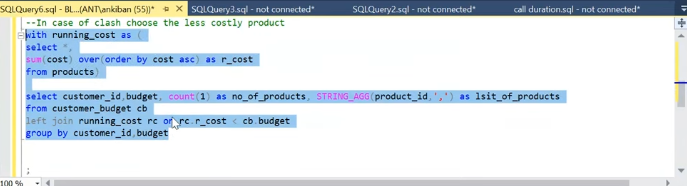 SQLQuery6.sql - BL...(ANT\ankiban (55))* SQLQuery3.sql - not connected* SQLQuery2.sql - not connected* call duration.sql - not connected*
--In case of clash choose the less costly product
with running_cost as (
select *,
sum(cost) over(order by cost asc) as r_cost
from products)
select customer_id,budget, count(1) as no_of_products, STRING_AGG(product_id,',') as lsit_of_products
from customer_budget cb
left join running_cost rc on rc.r_cost < cb.budget
group by customer_id,budget
;
100 %